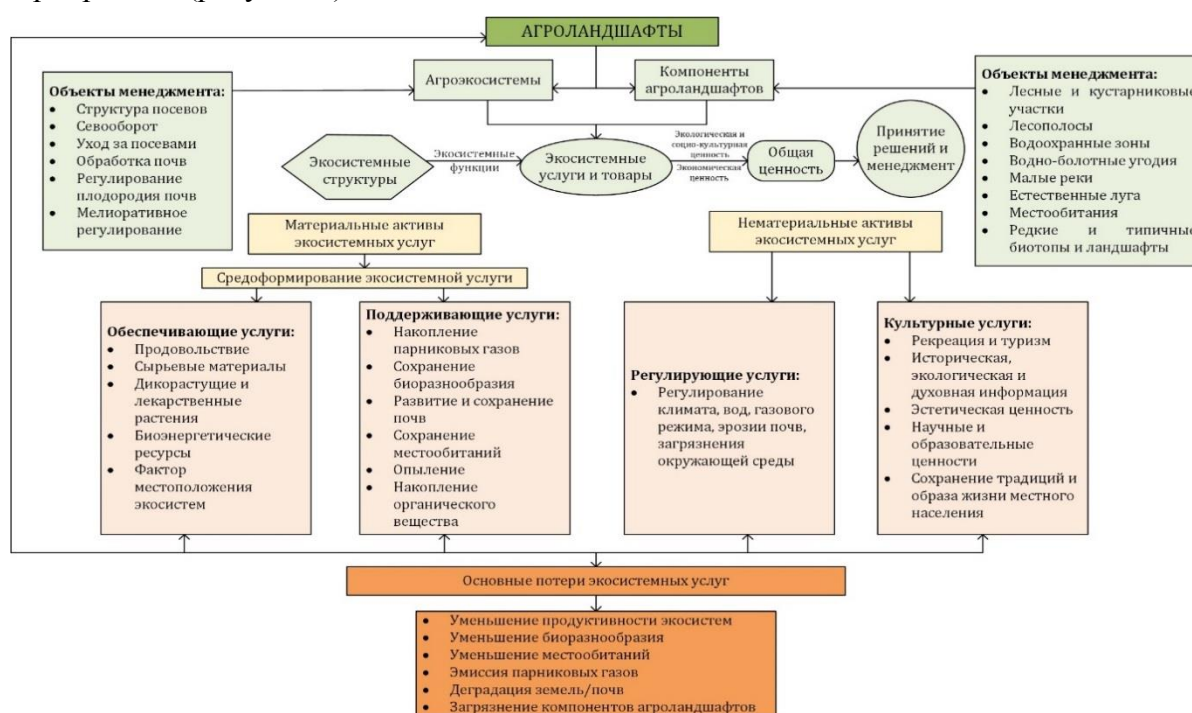 АГРОЛАНДШАФТЫ
Агроэкосистемы
Компоненты
агроландшафтов
Объекты менеджмента:
• Структура посевов
• Севооборот
• Уход за посевами
• Обработка почв
• Регулирование
плодородия почв
• Мелиоративное
регулирование
Экосистемные
структуры
Экосистемные
функции
Экосистемные
услуги и товары
Экологическая и
социо-культурная
ценность
Экономическая
ценность
Общая
ценность
Принятие
решений и
менеджмент
Объекты менеджмента:
• Лесные и кустарниковые
участки
• Лесополосы
• Водоохранные зоны
• Водно-болотные угодия
• Малые реки
• Естественные луга
• Местообитания
• Редкие и типичные
биотопы и ландшафты
Материальные активы
экосистемных услуг
Нематериальные активы
экосистемных услуг
Средоформирование экосистемной услуги
Обеспечивающие услуги:
• Продовольствие
• Сырьевые материалы
• Дикорастущие и
лекарственные
растения
• Биоэнергетические
ресурсы
• Фактор
местоположения
экосистем
Поддерживающие услуги:
• Накопление
парниковых газов
• Сохранение
биоразнообразия
• Развитие и сохранение
почв
• Сохранение
местообитаний
• Опыление
• Накопление
органического
вещества
Регулирующие услуги:
• Регулирование
климата, вод, газового
режима, эрозии почв,
загрязнения
окружающей среды
Культурные услуги:
• Рекреация и туризм
• Историческая,
экологическая и
духовная информация
• Эстетическая ценность
• Научные и
образовательные
ценности
• Сохранение традиций и
образа жизни местного
населения
Основные потери экосистемных услуг
• Уменьшение продуктивности экосистем
• Уменьшение биоразнообразия
• Уменьшение местообитаний
• Эмиссия парниковых газов
• Деградация земель/почв
• Загрязнение компонентов агроландшафтов